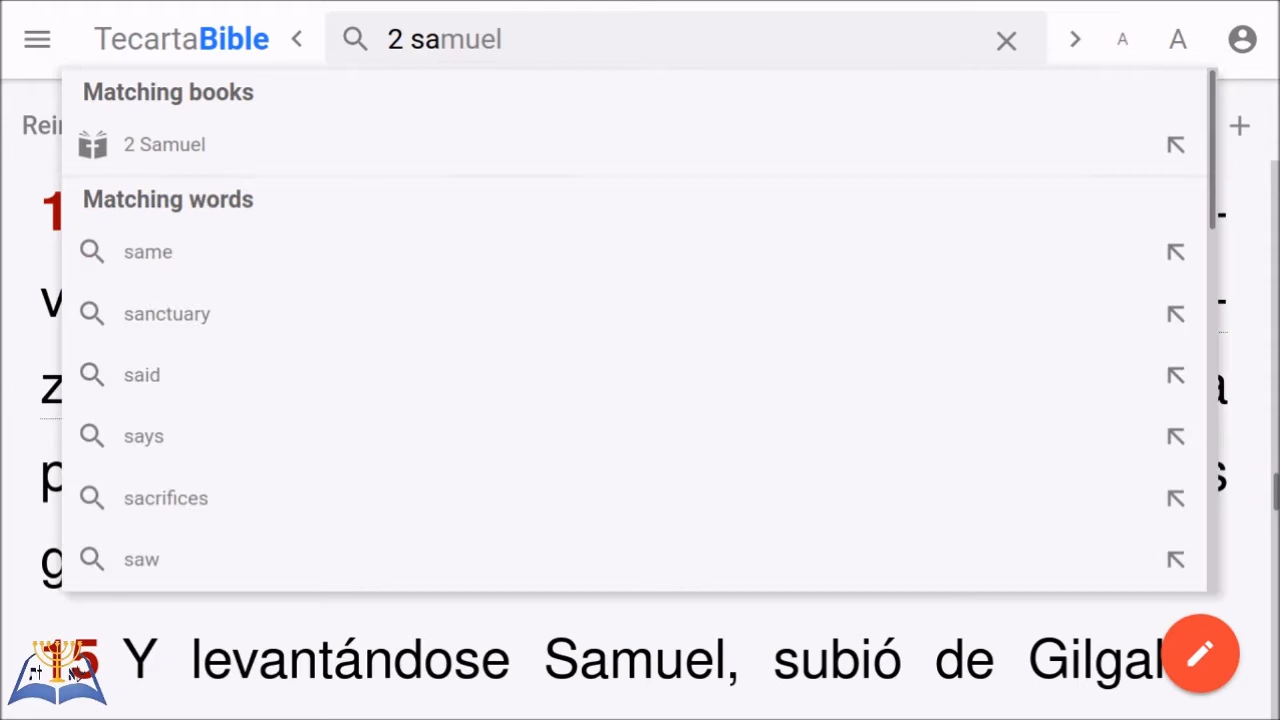 TecartaBible
2 samuel
A A
Matching books
2 Samuel
Matching words
same
sanctuary
said
says
sacrifices
saw
15 Y levantándose Samuel, subió de Gilgal